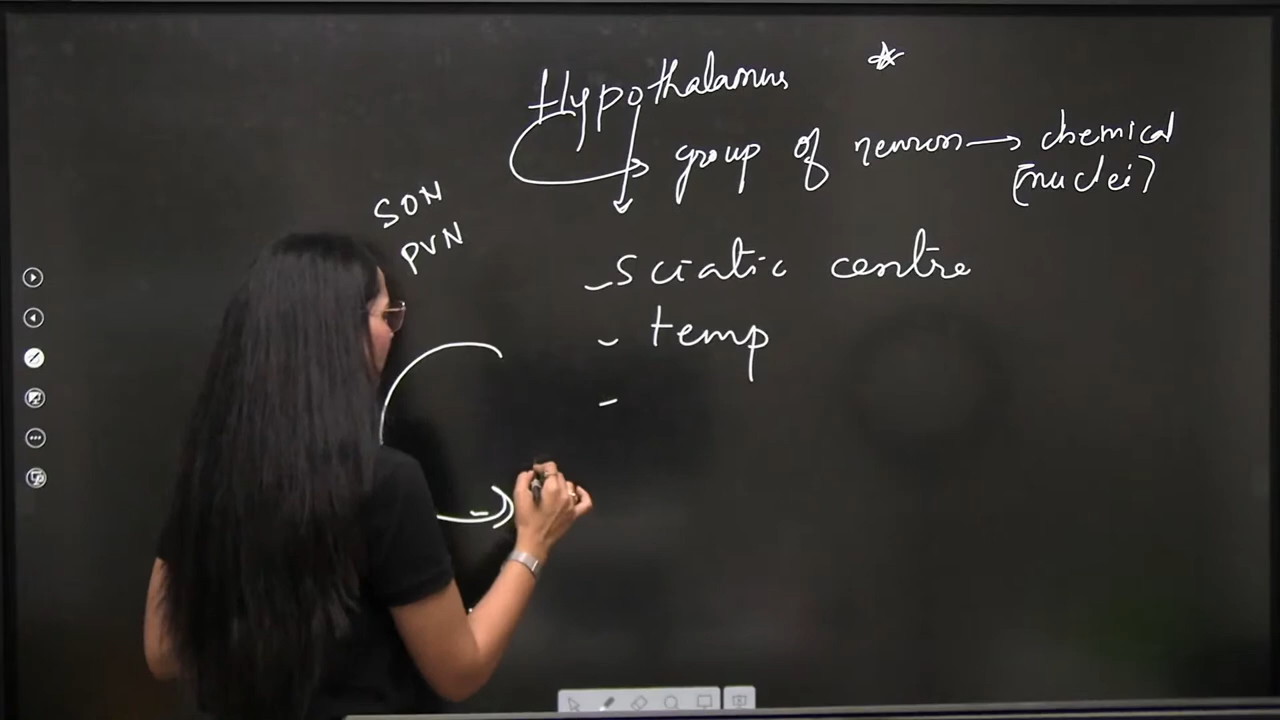 Hypothalamus
group of neuron → chemical
(nuclei)
SON
PVN
- sciatic centre
- temp
-